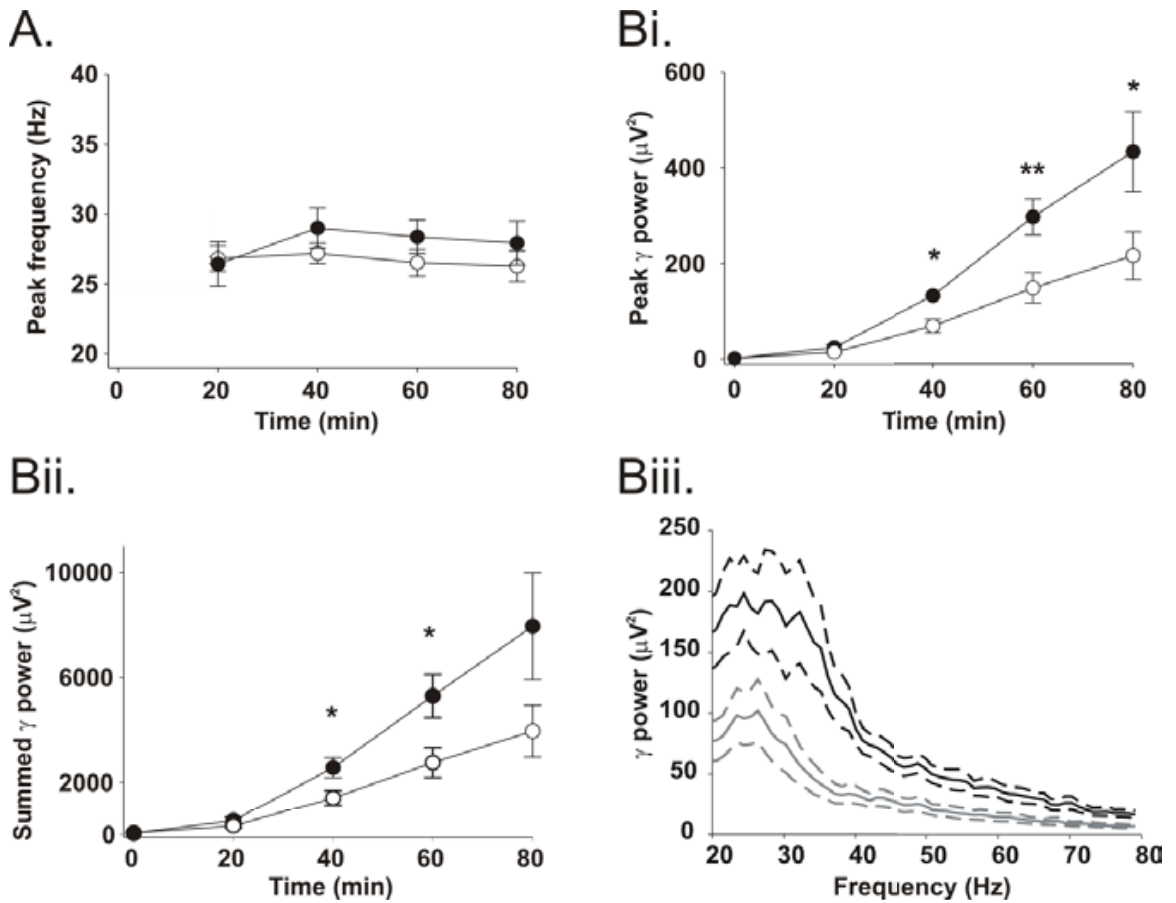 A.
Peak frequency (Hz)
40
35
30
25
20
0 20 40 60 80
Time (min)
Bi.
Peak γ power (μV²)
600
400
200
0
*
**
*
0 20 40 60 80
Time (min)
Bii.
Summed γ power (μV²)
10000
6000
2000
0
*
*
0 20 40 60 80
Time (min)
Biii.
γ power (μV²)
250
200
150
100
50
0
20 30 40 50 60 70 80
Frequency (Hz)